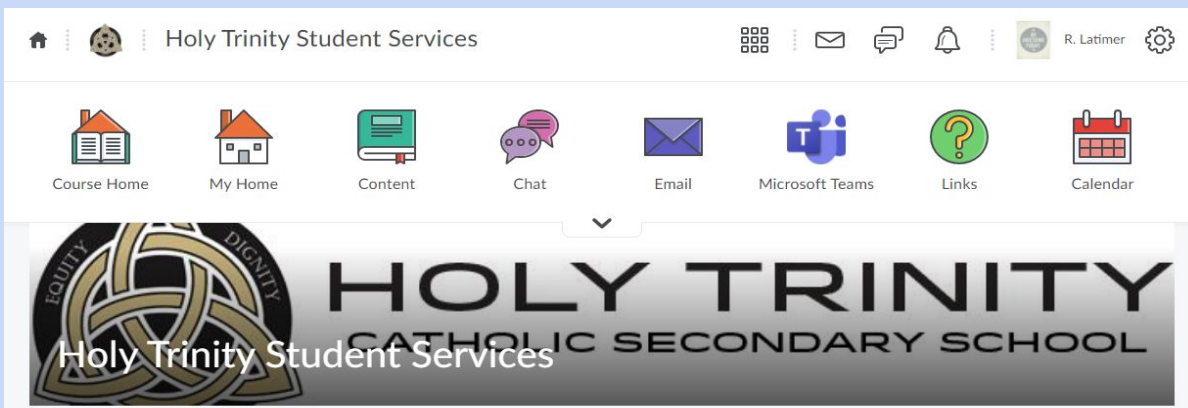 Holy Trinity Student Services
R. Latimer
Course Home
My Home
Content
Chat
Email
Microsoft Teams
Links
Calendar
EQUITY
DIGNITY
HOLY TRINITY
CATHOLIC SECONDARY SCHOOL
Holy Trinity Student Services